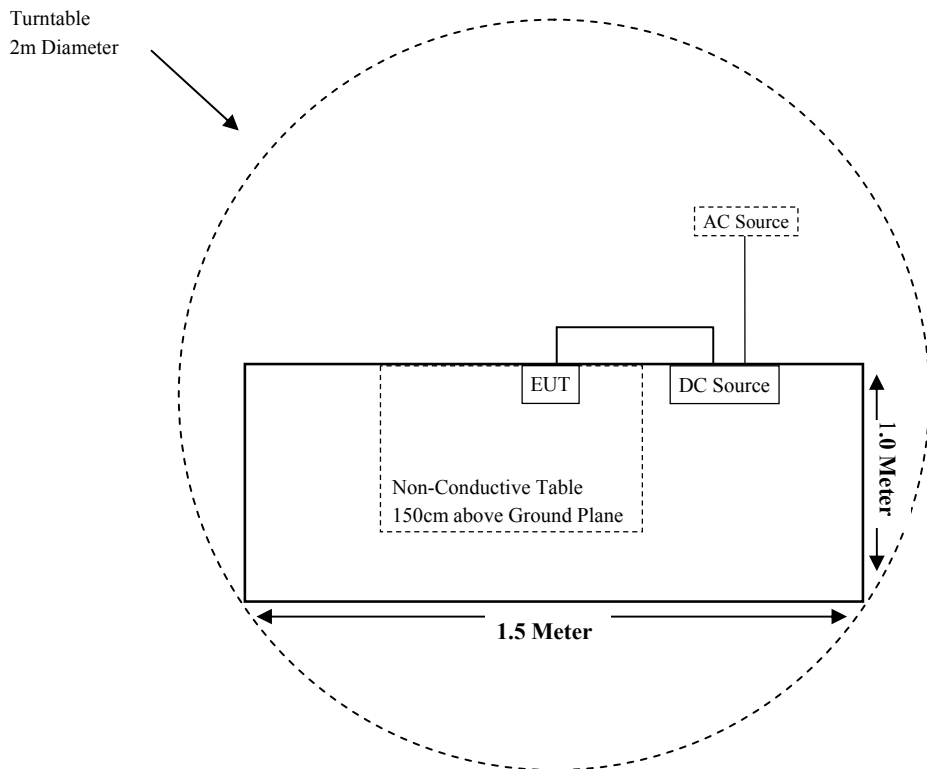 Turntable
2m Diameter
AC Source
EUT
DC Source
Non-Conductive Table
150cm above Ground Plane
1.0 Meter
1.5 Meter